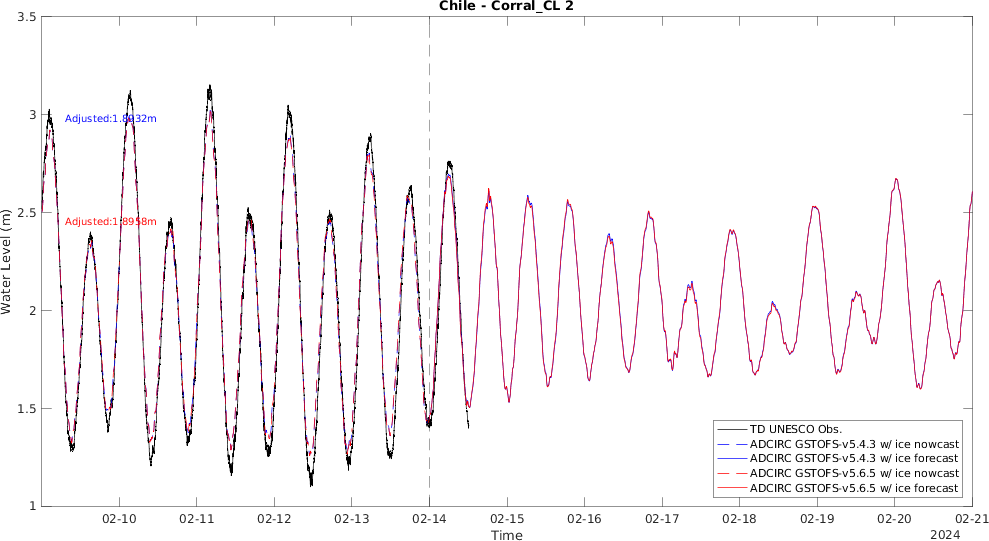 Chile - Corral_CL 2
3.5
3
2.5
2
1.5
1
Water Level (m)
Adjusted:1.8932m
Adjusted:1.8958m
TD UNESCO Obs.
ADCIRC GSTOFS-v5.4.3 w/ ice nowcast
ADCIRC GSTOFS-v5.4.3 w/ ice forecast
ADCIRC GSTOFS-v5.6.5 w/ ice nowcast
ADCIRC GSTOFS-v5.6.5 w/ ice forecast
02-10 02-11 02-12 02-13 02-14 02-15 02-16 02-17 02-18 02-19 02-20 02-21
Time
2024